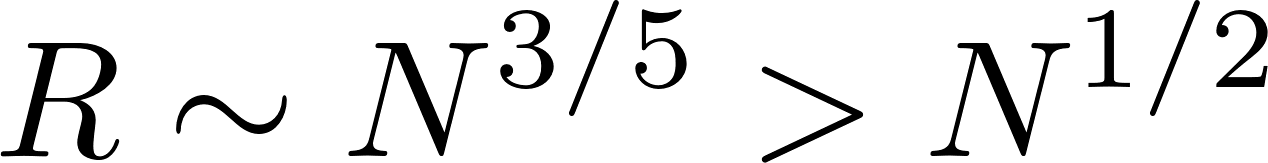 R ∼ N^{3/5} > N^{1/2}